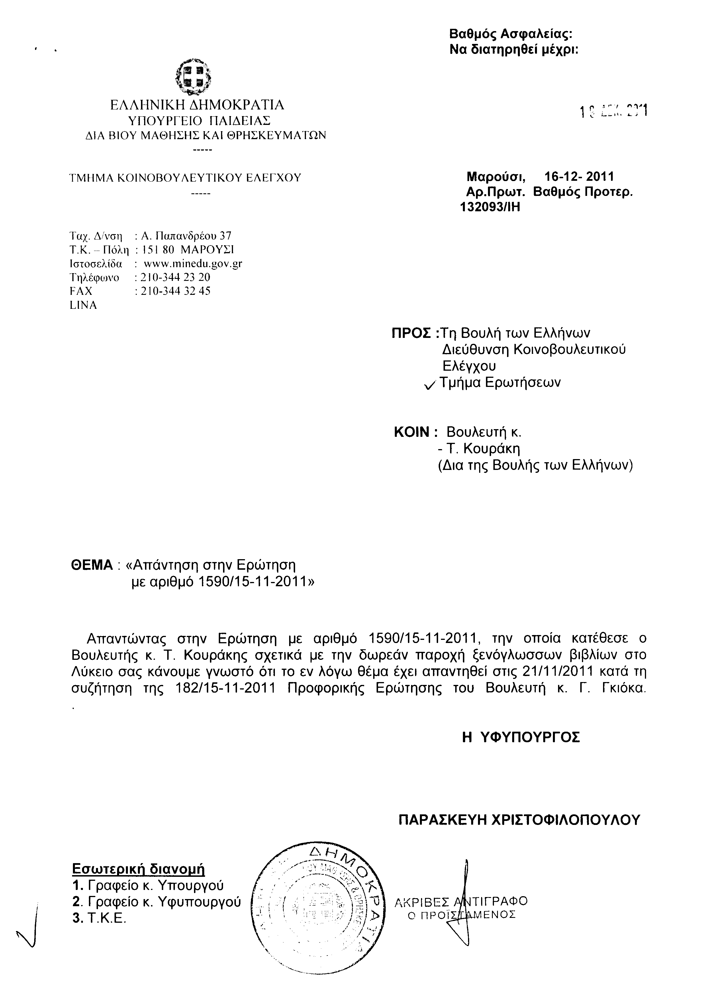 Βαθμός Ασφαλείας:
Να διατηρηθεί μέχρι:
ΕΛΛΗΝΙΚΗ ΔΗΜΟΚΡΑΤΙΑ
ΥΠΟΥΡΓΕΙΟ ΠΑΙΔΕΙΑΣ
ΔΙΑ ΒΙΟΥ ΜΑΘΗΣΗΣ ΚΑΙ ΘΡΗΣΚΕΥΜΑΤΩΝ
-----
ΤΜΗΜΑ ΚΟΙΝΟΒΟΥΛΕΥΤΙΚΟΥ ΕΛΕΓΧΟΥ
-----
Μαρούσι, 16-12- 2011
Αρ.Πρωτ. Βαθμός Προτερ.
132093/ΙΗ
Ταχ. Δ/νση : Α. Παπανδρέου 37
Τ.Κ. – Πόλη : 151 80 ΜΑΡΟΥΣΙ
Ιστοσελίδα : www.minedu.gov.gr
Τηλέφωνο : 210-344 23 20
FAX : 210-344 32 45
LINA
ΠΡΟΣ :Τη Βουλή των Ελλήνων
Διεύθυνση Κοινοβουλευτικού
Ελέγχου
Τμήμα Ερωτήσεων
ΚΟΙΝ : Βουλευτή κ.
- Τ. Κουράκη
(Δια της Βουλής των Ελλήνων)
ΘΕΜΑ : «Απάντηση στην Ερώτηση
με αριθμό 1590/15-11-2011»
Απαντώντας στην Ερώτηση με αριθμό 1590/15-11-2011, την οποία κατέθεσε ο
Βουλευτής κ. Τ. Κουράκης σχετικά με την δωρεάν παροχή ξενόγλωσσων βιβλίων στο
Λύκειο σας κάνουμε γνωστό ότι το εν λόγω θέμα έχει απαντηθεί στις 21/11/2011 κατά τη
συζήτηση της 182/15-11-2011 Προφορικής Ερώτησης του Βουλευτή κ. Γ. Γκιόκα.
.
Η ΥΦΥΠΟΥΡΓΟΣ
ΠΑΡΑΣΚΕΥΗ ΧΡΙΣΤΟΦΙΛΟΠΟΥΛΟΥ
Εσωτερική διανομή
1. Γραφείο κ. Υπουργού
2. Γραφείο κ. Υφυπουργού
3. Τ.Κ.Ε.
ΔΗΜΟΚΡΑΤΙΑ
ΑΚΡΙΒΕΣ ΑΝΤΙΓΡΑΦΟ
Ο ΠΡΟΪΣΤΑΜΕΝΟΣ